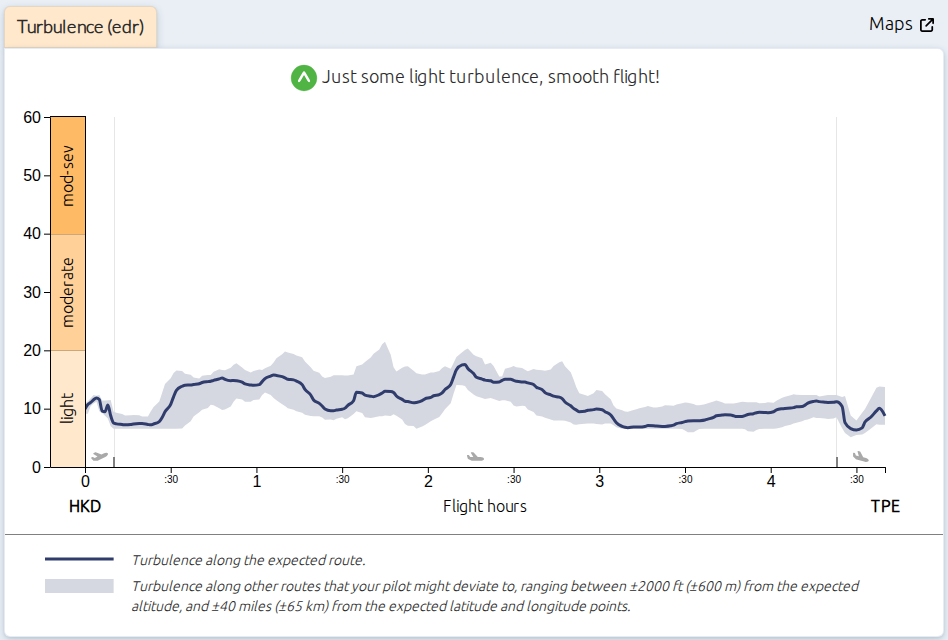 Turbulence (edr)
Maps
Just some light turbulence, smooth flight!
60
50
40
30
20
10
0
mod-sev
moderate
light
0 :30 1 :30 2 :30 3 :30 4 :30
HKD Flight hours TPE
Turbulence along the expected route.
Turbulence along other routes that your pilot might deviate to, ranging between ±2000 ft (±600 m) from the expected
altitude, and ±40 miles (±65 km) from the expected latitude and longitude points.